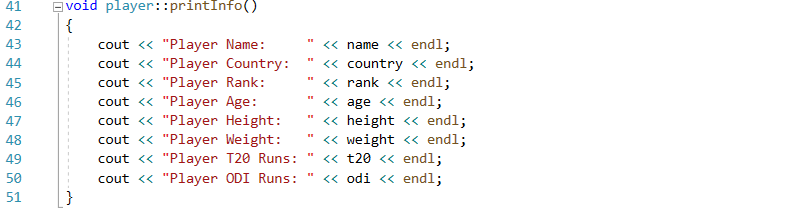 41 void player::printInfo()
42 {
43     cout << "Player Name:     " << name << endl;
44     cout << "Player Country:  " << country << endl;
45     cout << "Player Rank:     " << rank << endl;
46     cout << "Player Age:      " << age << endl;
47     cout << "Player Height:   " << height << endl;
48     cout << "Player Weight:   " << weight << endl;
49     cout << "Player T20 Runs: " << t20 << endl;
50     cout << "Player ODI Runs: " << odi << endl;
51 }